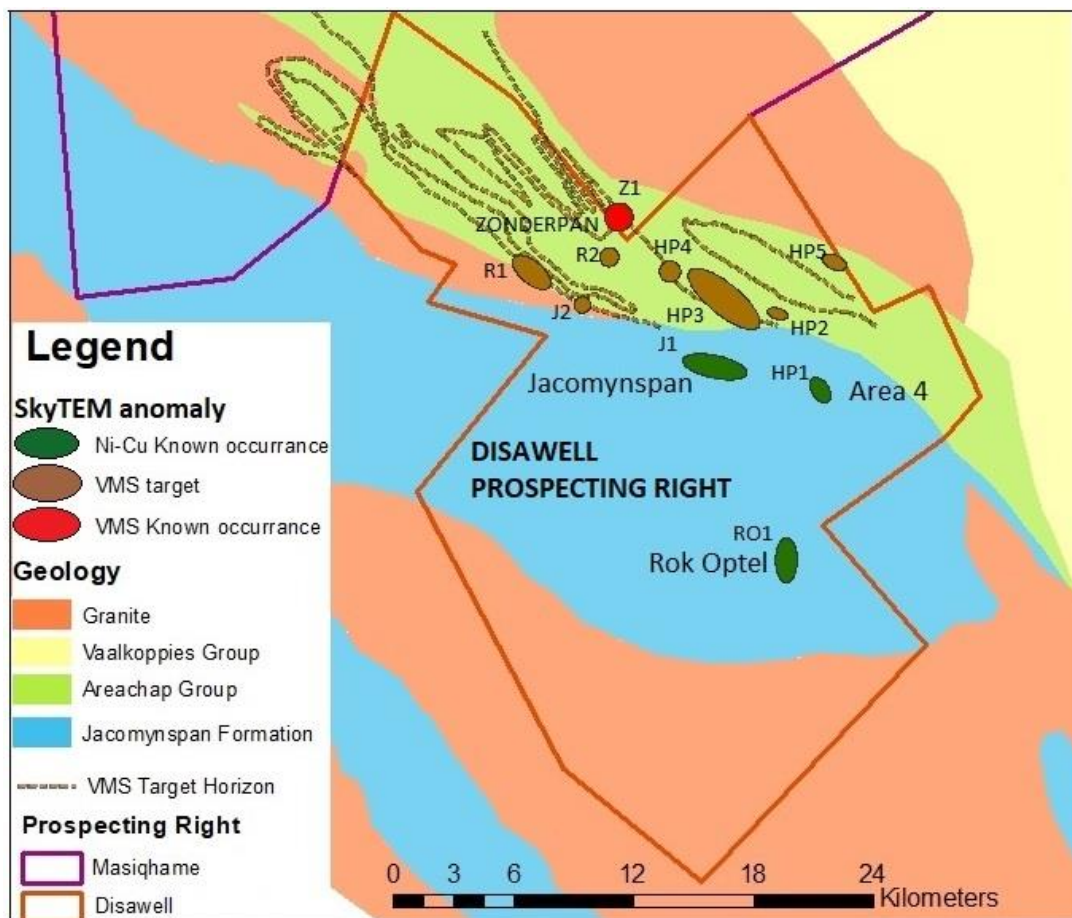 Z1
ZONDERPAN
R2
HP4
HP5
R1
J2
HP3
HP2
J1
Jacomynspan
HP1
Area 4
DISAWELL
PROSPECTING RIGHT
RO1
Rok Optel
Legend
SkyTEM anomaly
Ni-Cu Known occurrance
VMS target
VMS Known occurrance
Geology
Granite
Vaalkoppies Group
Areachap Group
Jacomynspan Formation
VMS Target Horizon
Prospecting Right
Masiqhame
Disawell
0 3 6 12 18 24
Kilometers